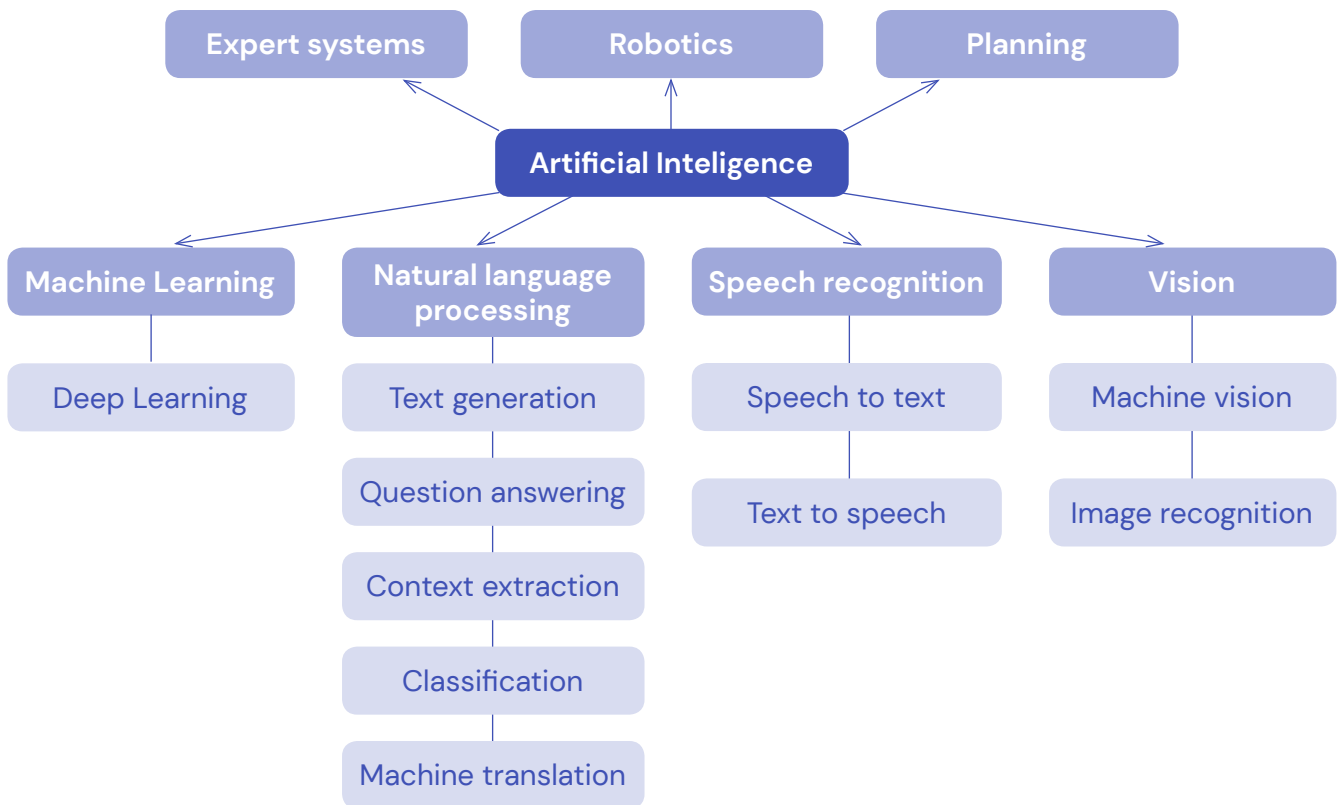 Expert systems
Robotics
Planning
Artificial Inteligence
Machine Learning
Natural language
processing
Speech recognition
Vision
Deep Learning
Text generation
Speech to text
Machine vision
Question answering
Text to speech
Image recognition
Context extraction
Classification
Machine translation